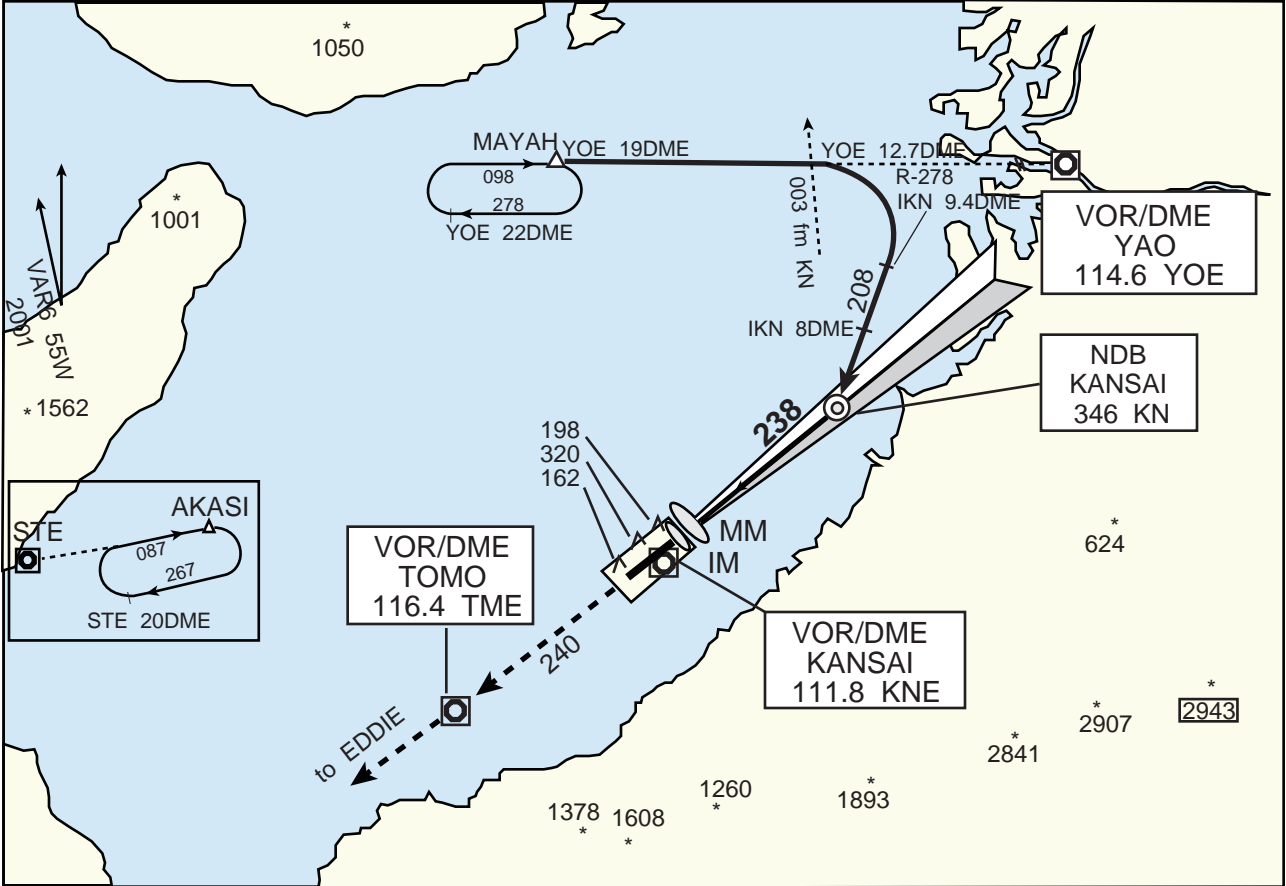 1050
MAYAH
YOE 19DME
YOE 12.7DME
R-278
IKN 9.4DME
098
278
YOE 22DME
003 fm KN
1001
VAR6 55W
2001
208
IKN 8DME
VOR/DME
YAO
114.6 YOE
NDB
KANSAI
346 KN
1562
238
198
320
162
STE
AKASI
087
267
STE 20DME
MM
IM
VOR/DME
TOMO
116.4 TME
624
240
VOR/DME
KANSAI
111.8 KNE
to EDDIE
2943
2907
2841
1893
1260
1378
1608